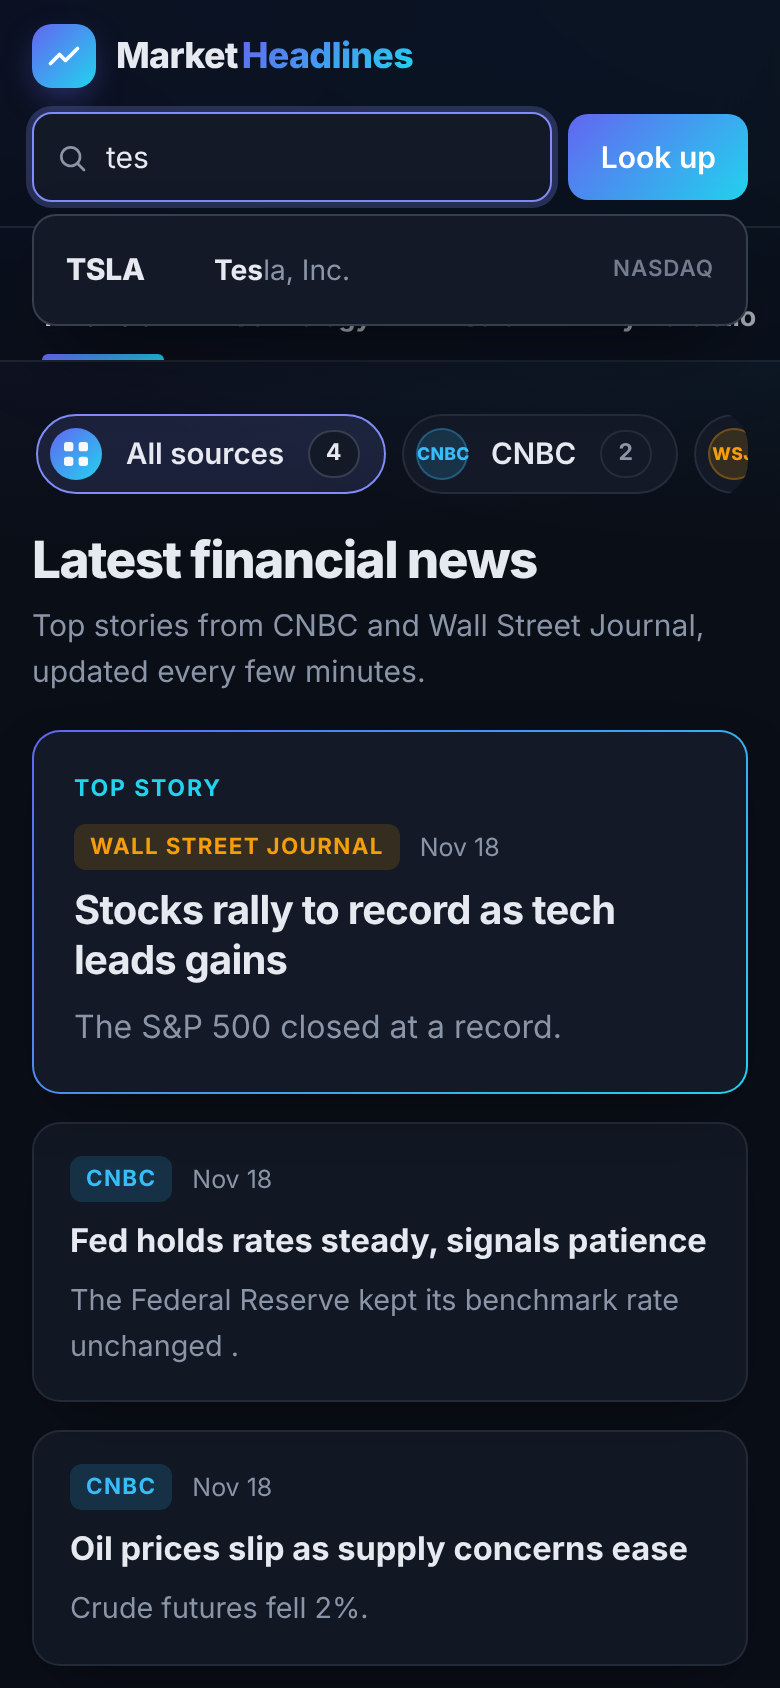 MarketHeadlines
tes
Look up
TSLA Tesla, Inc. NASDAQ
All sources 4 CNBC CNBC 2
Latest financial news
Top stories from CNBC and Wall Street Journal,
updated every few minutes.
TOP STORY
WALL STREET JOURNAL Nov 18
Stocks rally to record as tech
leads gains
The S&P 500 closed at a record.
CNBC Nov 18
Fed holds rates steady, signals patience
The Federal Reserve kept its benchmark rate
unchanged .
CNBC Nov 18
Oil prices slip as supply concerns ease
Crude futures fell 2%.